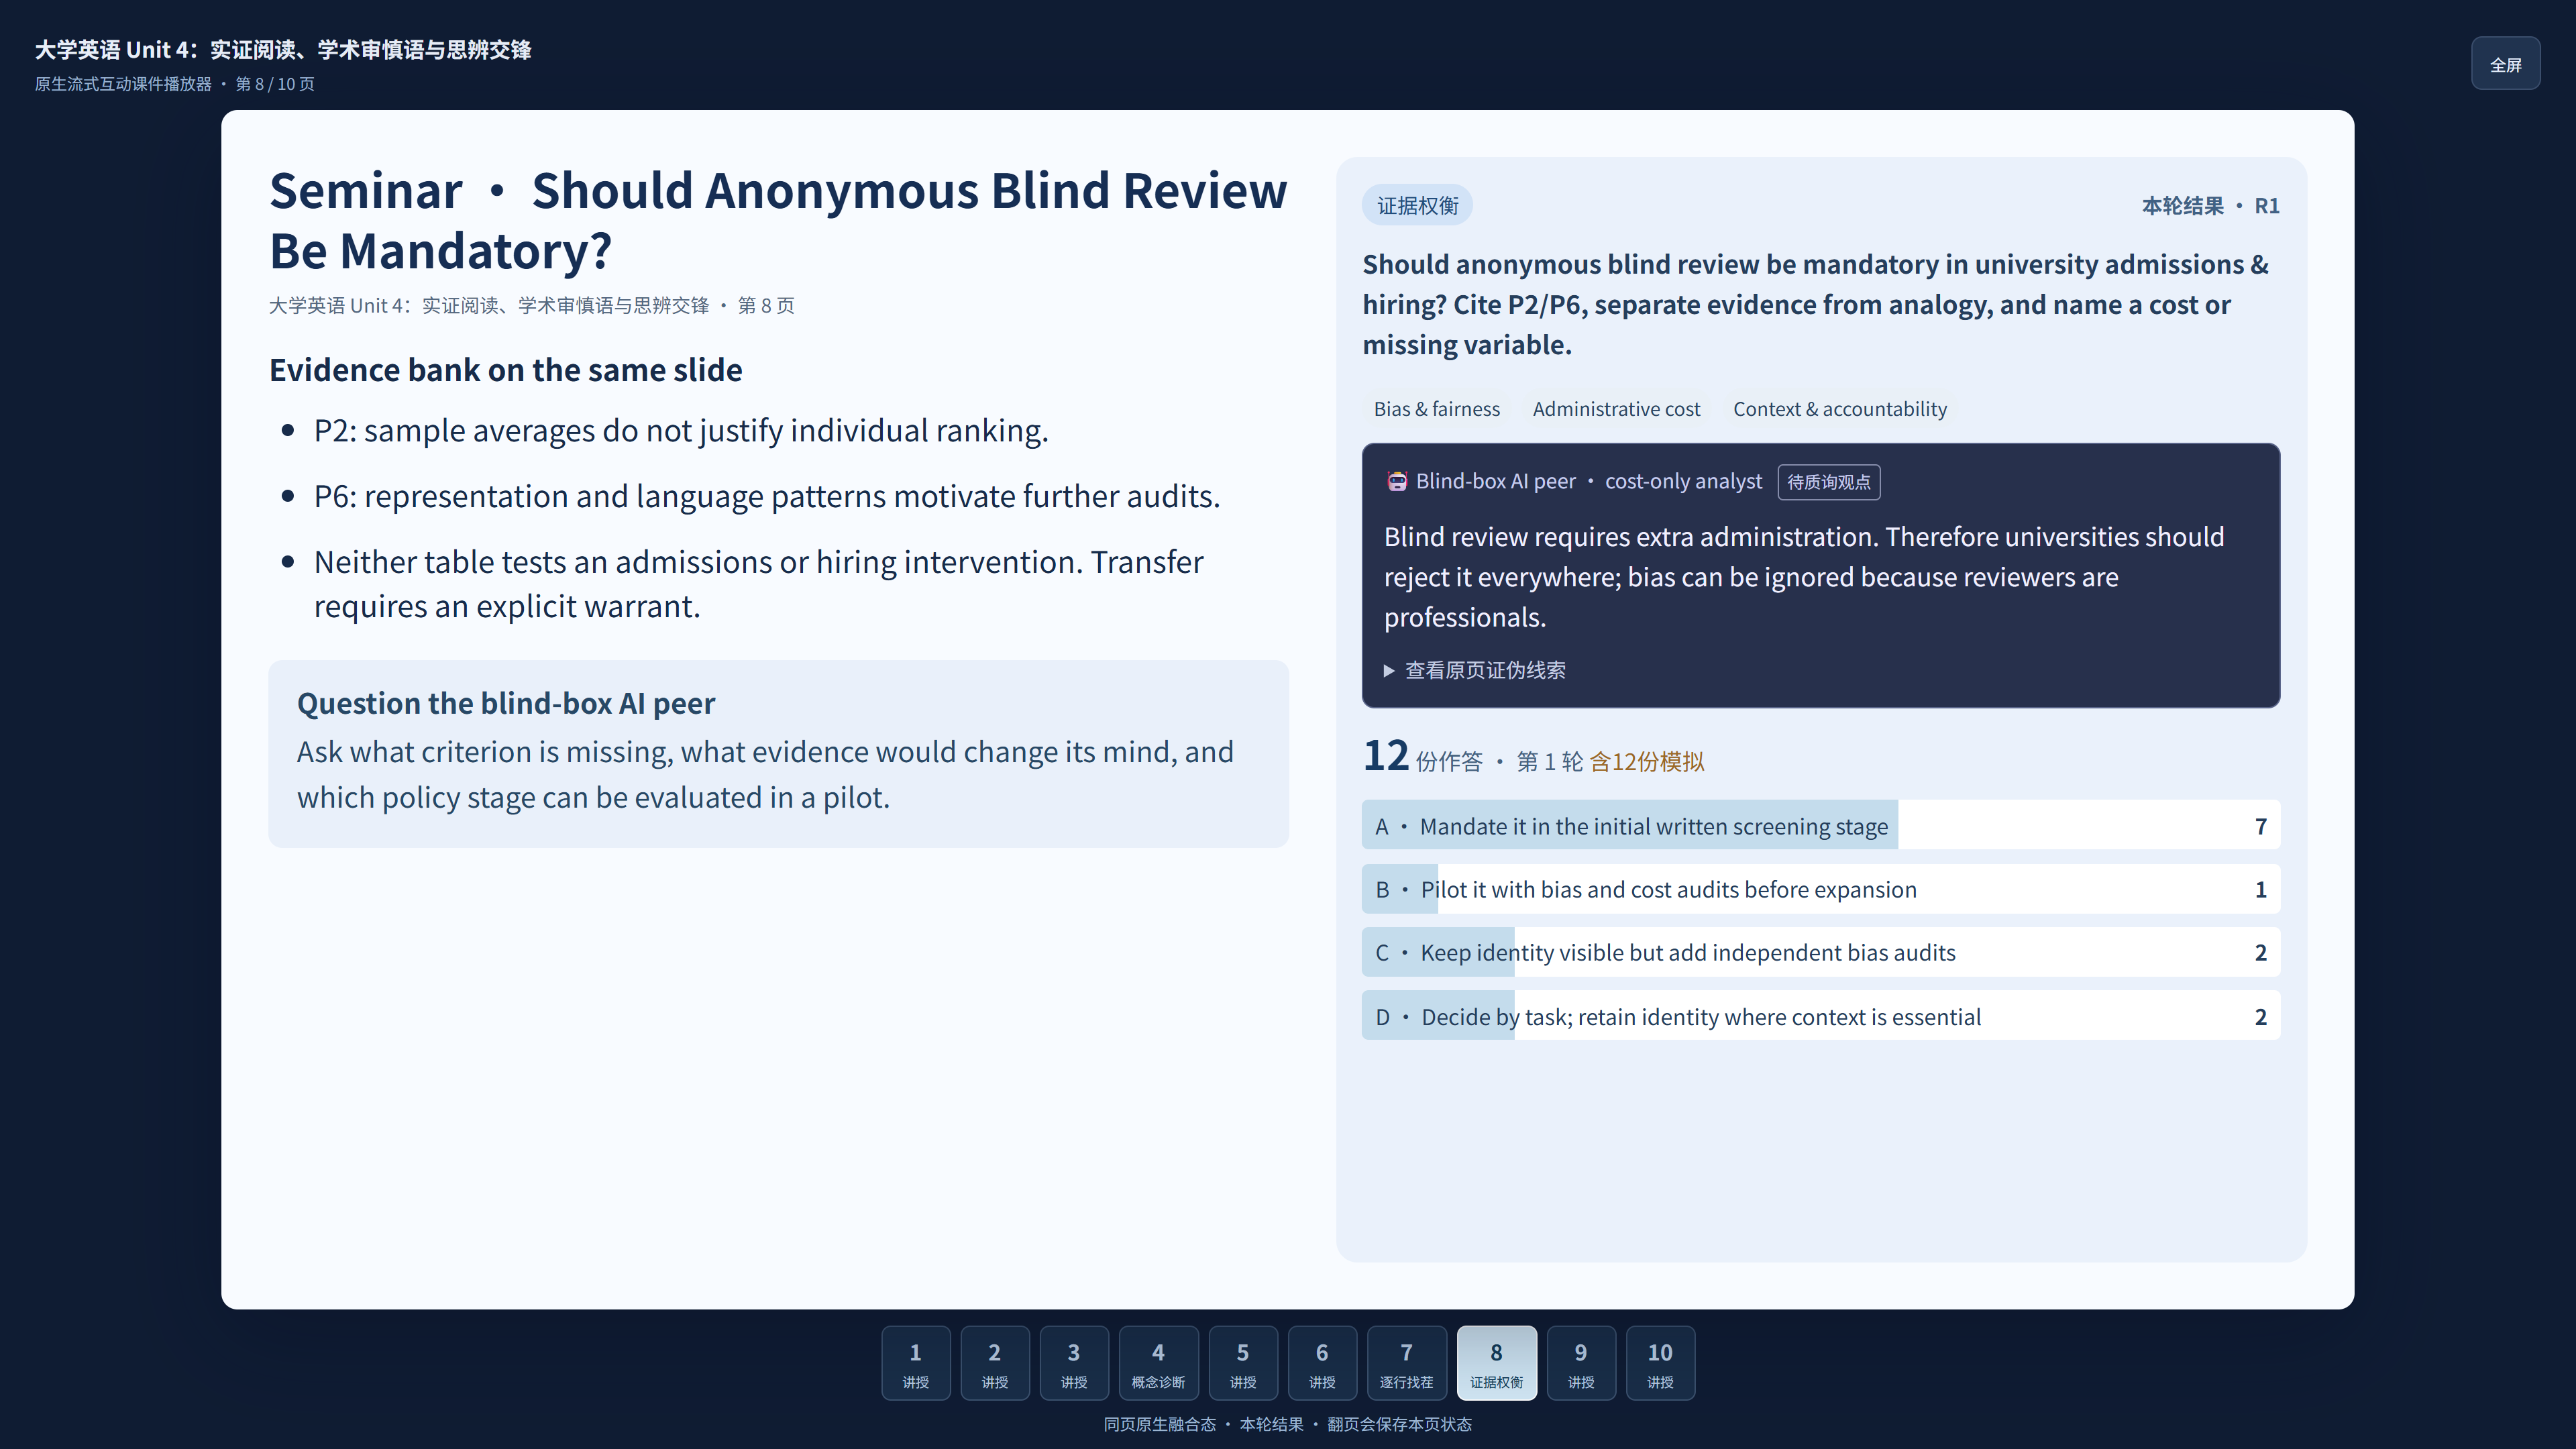 大学英语 Unit 4：实证阅读、学术审慎语与思辨交锋
原生流式互动课件播放器 · 第 8 / 10 页
全屏
Seminar · Should Anonymous Blind Review
Be Mandatory?
大学英语 Unit 4：实证阅读、学术审慎语与思辨交锋 · 第 8 页
Evidence bank on the same slide
• P2: sample averages do not justify individual ranking.
• P6: representation and language patterns motivate further audits.
• Neither table tests an admissions or hiring intervention. Transfer
requires an explicit warrant.
Question the blind-box AI peer
Ask what criterion is missing, what evidence would change its mind, and
which policy stage can be evaluated in a pilot.
证据权衡
本轮结果 · R1
Should anonymous blind review be mandatory in university admissions &
hiring? Cite P2/P6, separate evidence from analogy, and name a cost or
missing variable.
Bias & fairness Administrative cost Context & accountability
Blind-box AI peer · cost-only analyst 待质询观点
Blind review requires extra administration. Therefore universities should
reject it everywhere; bias can be ignored because reviewers are
professionals.
▶ 查看原页证伪线索
12 份作答 · 第 1 轮 含12份模拟
A · Mandate it in the initial written screening stage 7
B · Pilot it with bias and cost audits before expansion 1
C · Keep identity visible but add independent bias audits 2
D · Decide by task; retain identity where context is essential 2
1 2 3 4 5 6 7 8 9 10
讲授 讲授 讲授 概念诊断 讲授 讲授 逐行找茬 证据权衡 讲授 讲授
同页原生融合态 · 本轮结果 · 翻页会保存本页状态